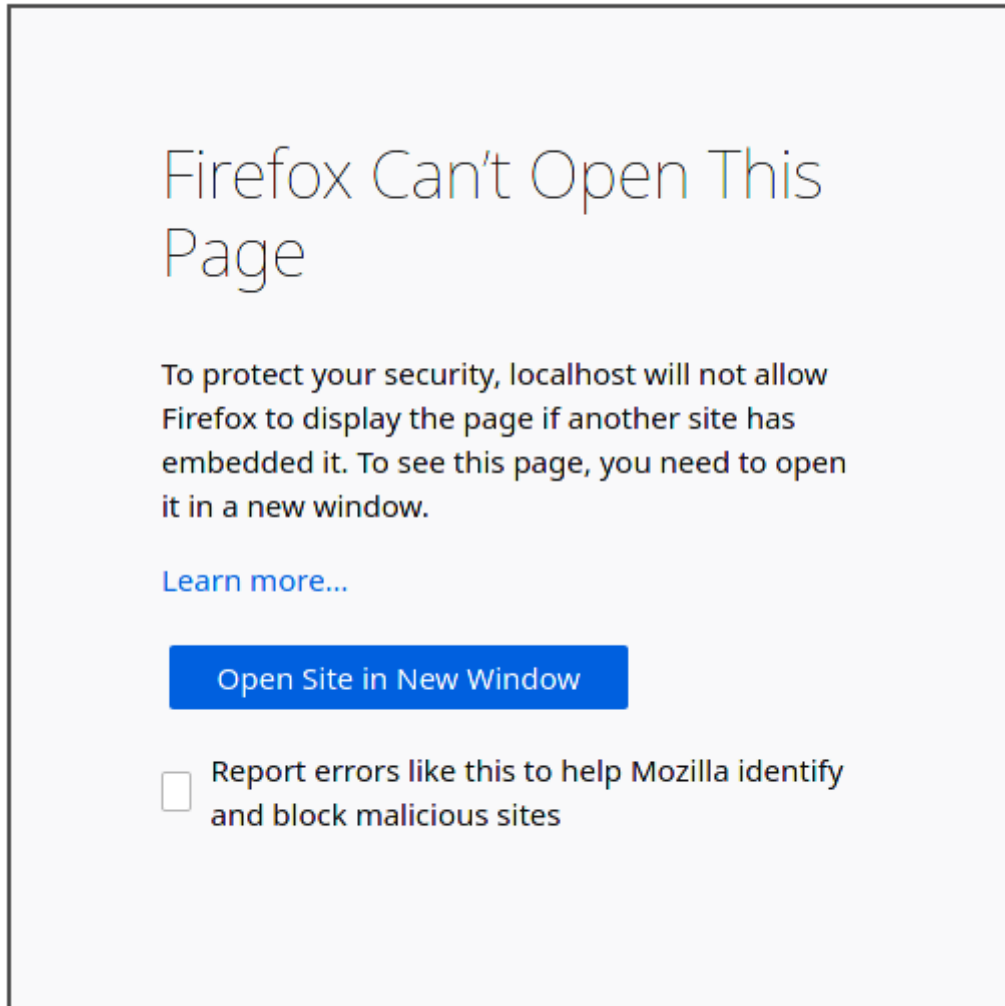 Firefox Can’t Open This
Page
To protect your security, localhost will not allow
Firefox to display the page if another site has
embedded it. To see this page, you need to open
it in a new window.
Learn more...
Open Site in New Window
Report errors like this to help Mozilla identify
and block malicious sites